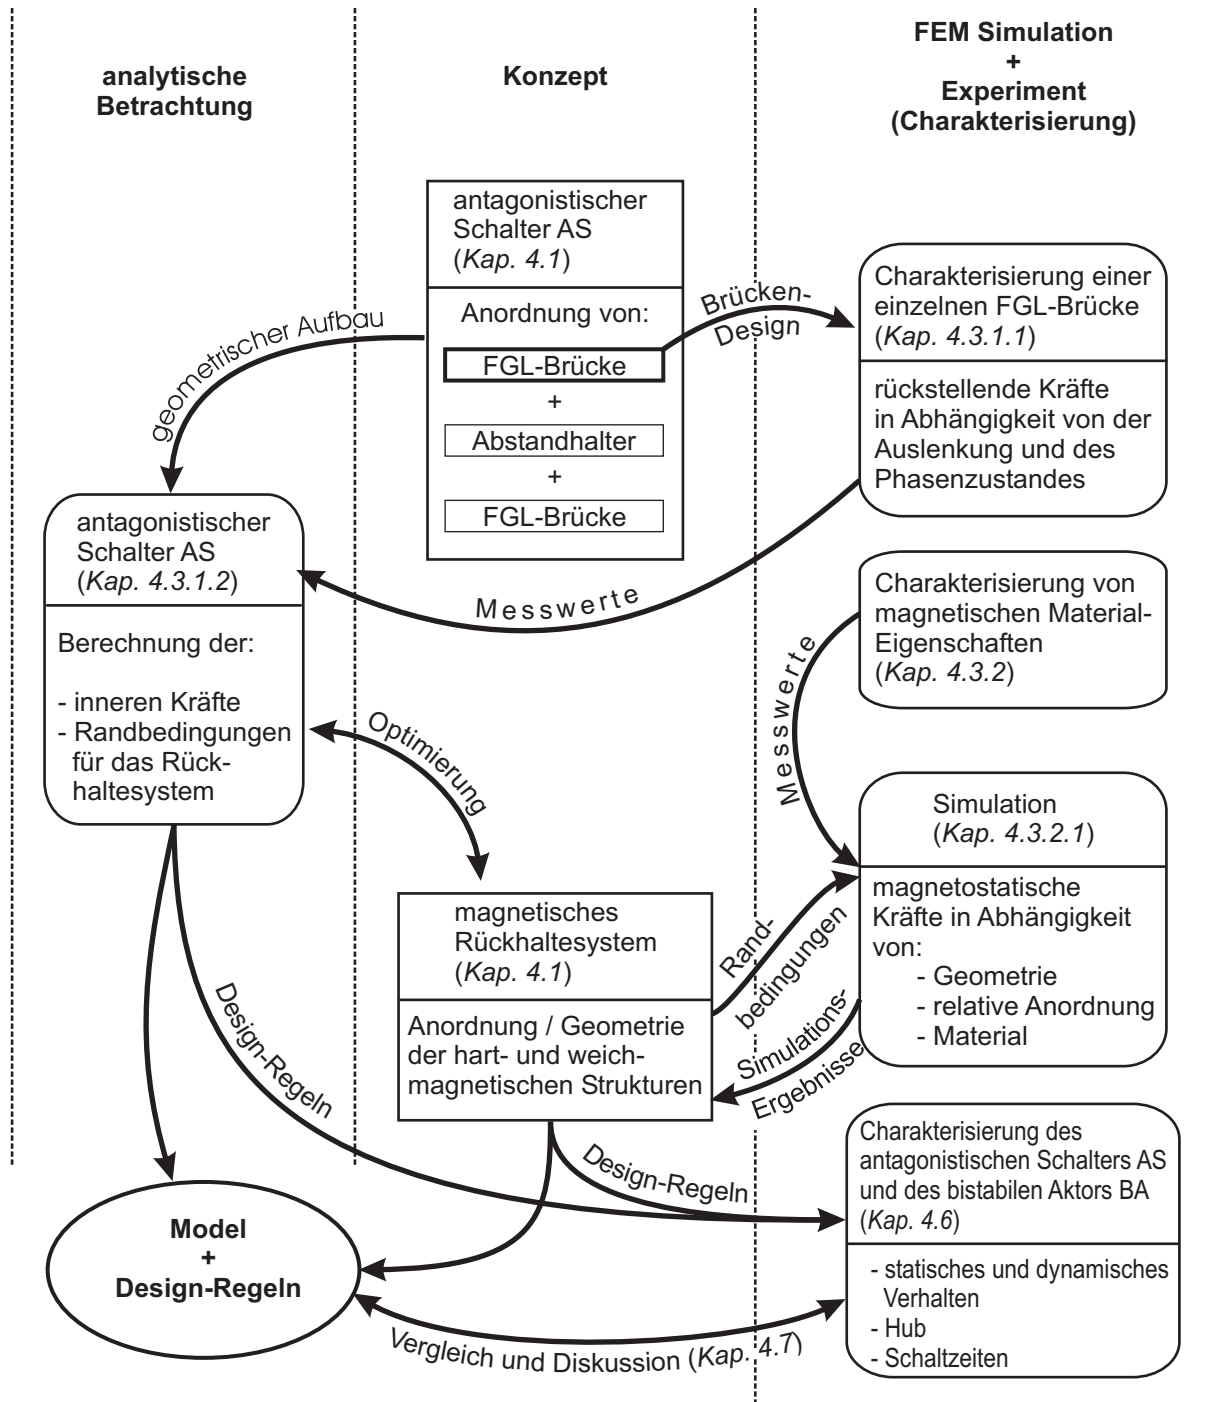 analytische
Betrachtung
Konzept
FEM Simulation
+
Experiment
(Charakterisierung)
antagonistischer
Schalter AS
(Kap. 4.1)
Anordnung von:
FGL-Brücke
+
Abstandhalter
+
FGL-Brücke
Brücken-
Design
geometrischer Aufbau
Charakterisierung einer
einzelnen FGL-Brücke
(Kap. 4.3.1.1)
rückstellende Kräfte
in Abhängigkeit von der
Auslenkung und des
Phasenzustandes
antagonistischer
Schalter AS
(Kap. 4.3.1.2)
Berechnung der:
- inneren Kräfte
- Randbedingungen
für das Rück-
haltesystem
Messwerte
Charakterisierung von
magnetischen Material-
Eigenschaften
(Kap. 4.3.2)
Messwerte
Optimierung
Simulation
(Kap. 4.3.2.1)
magnetostatische
Kräfte in Abhängigkeit
von:
- Geometrie
- relative Anordnung
- Material
magnetisches
Rückhaltesystem
(Kap. 4.1)
Anordnung / Geometrie
der hart- und weich-
magnetischen Strukturen
Rand-
bedingungen
Simulations-
Ergebnisse
Design-Regeln
Design-Regeln
Charakterisierung des
antagonistischen Schalters AS
und des bistabilen Aktors BA
(Kap. 4.6)
- statisches und dynamisches
Verhalten
- Hub
- Schaltzeiten
Model
+
Design-Regeln
Vergleich und Diskussion (Kap. 4.7)